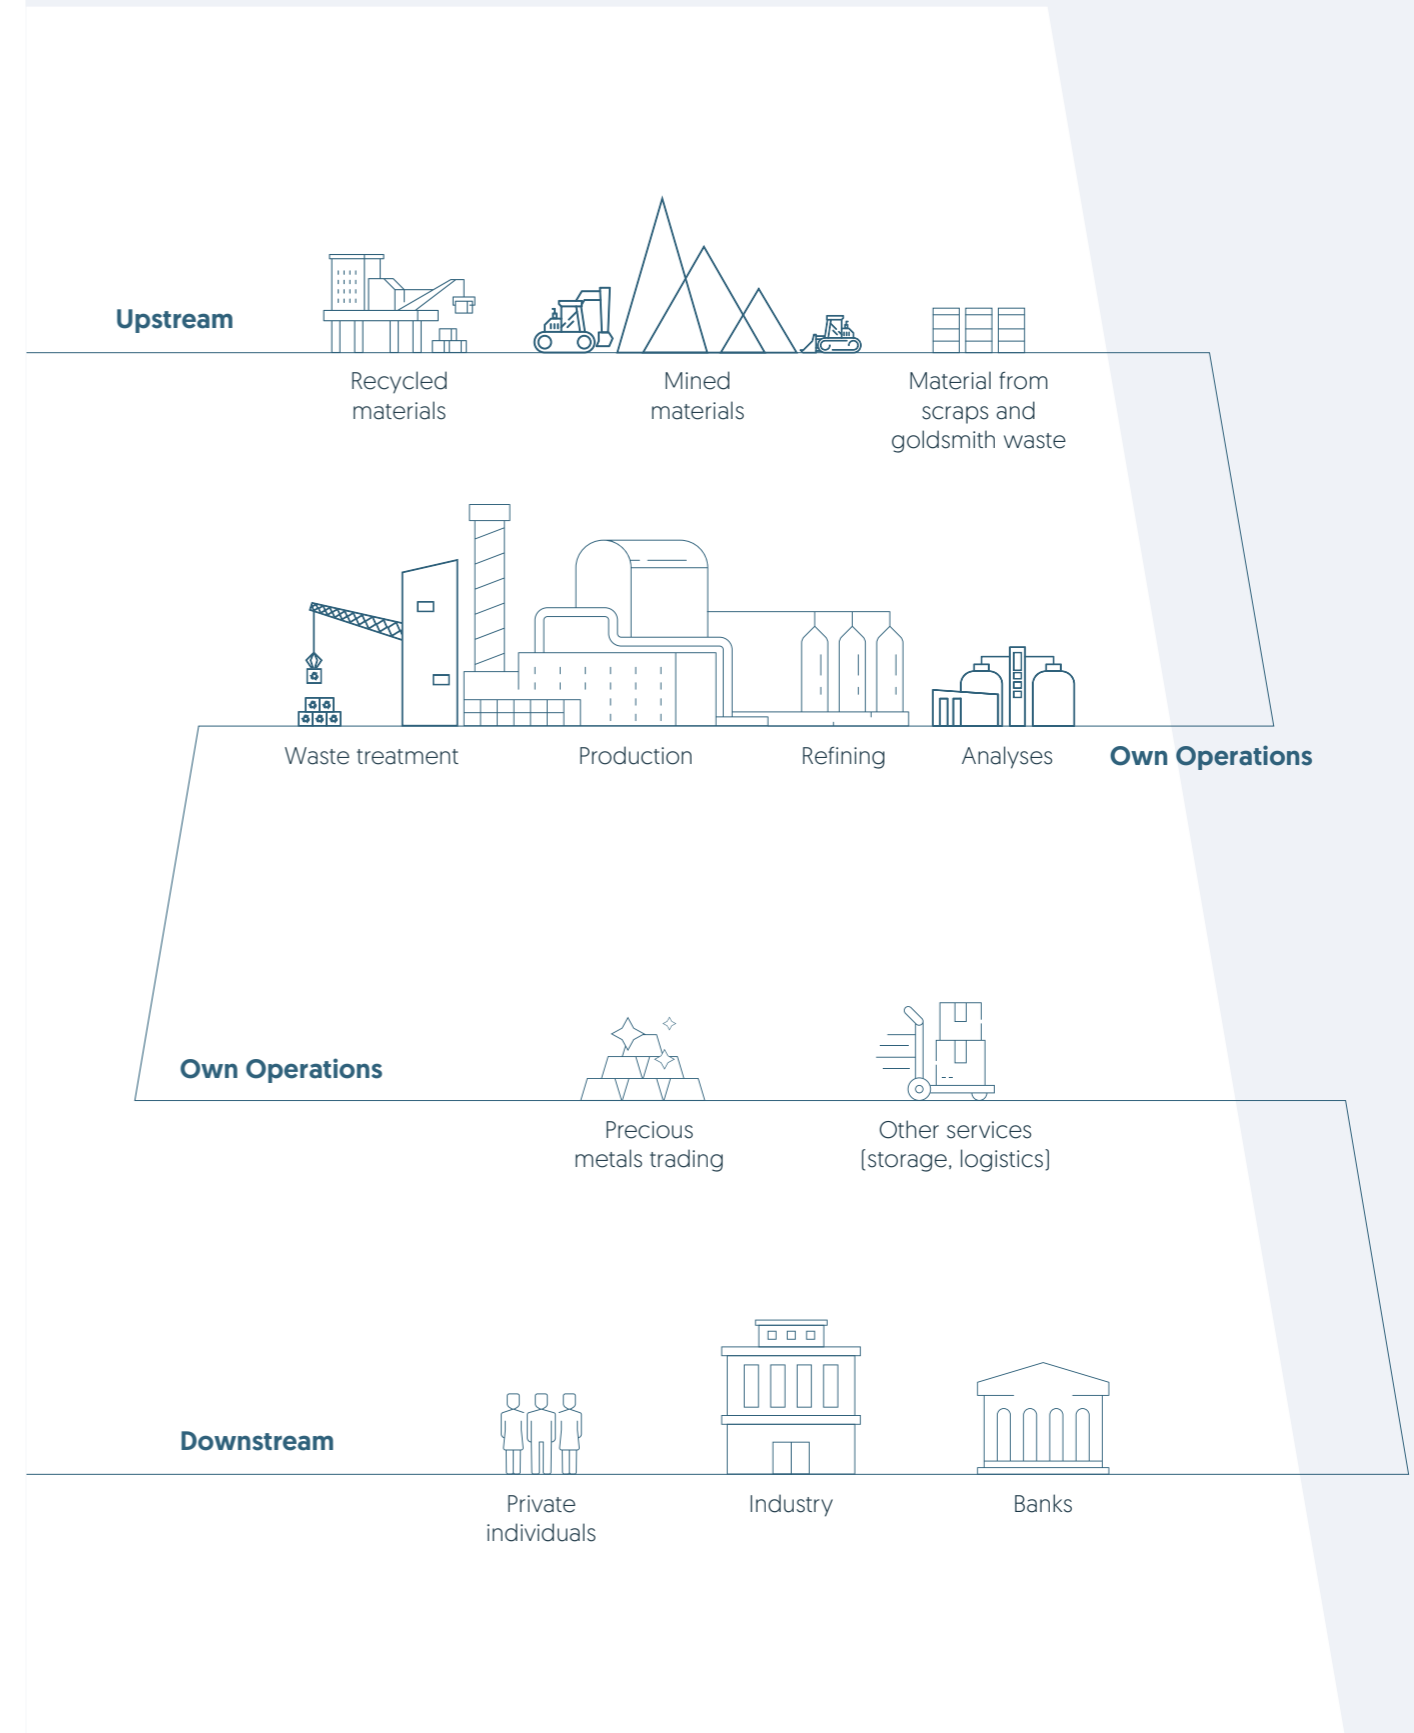 Upstream
Recycled
materials
Mined
materials
Material from
scraps and
goldsmith waste
Waste treatment
Production
Refining
Analyses
Own Operations
Own Operations
Precious
metals trading
Other services
(storage, logistics)
Downstream
Private
individuals
Industry
Banks